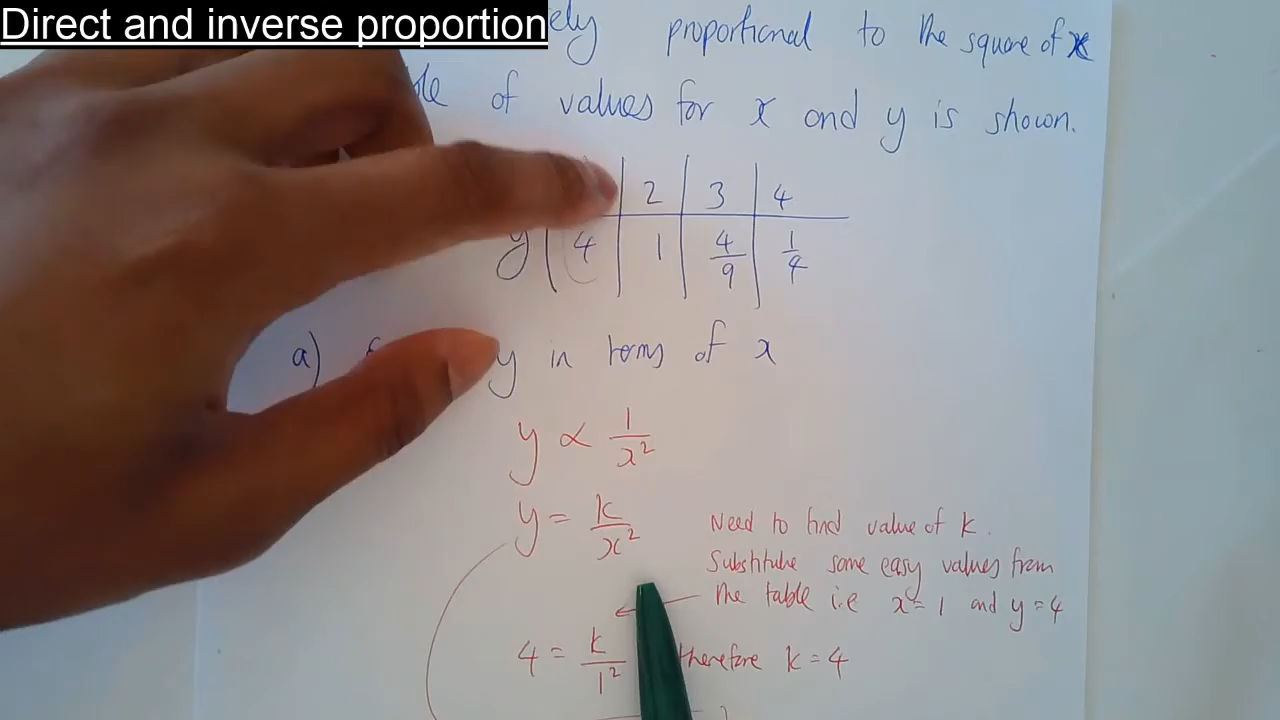 Direct and inverse proportion
ely proportional to the square of x
of values for x and y is shown.
2 3 4
y 4 1 4/9 1/4
a) y in terms of x
y ∝ 1/x²
y = k/x²
Need to find value of k.
Substitute some easy values from
the table i.e x=1 and y=4
4 = k/1² therefore k = 4